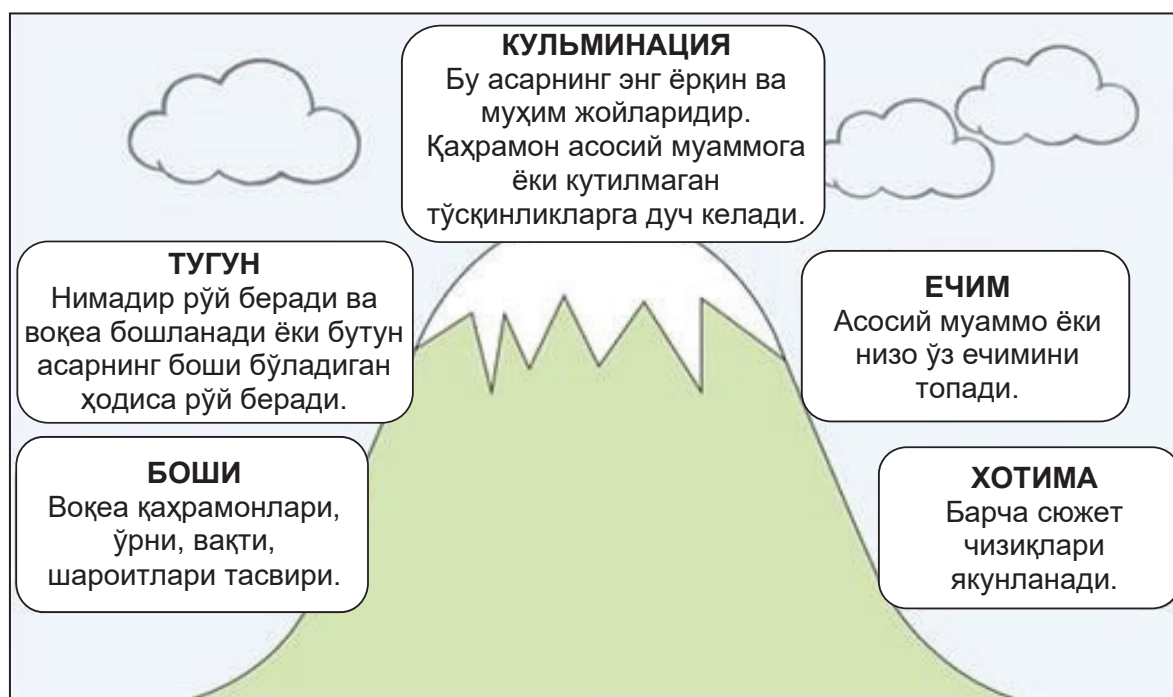 КУЛЬМИНАЦИЯ
Бу асарнинг энг ёрқин ва
муҳим жойларидир.
Қаҳрамон асосий муаммога
ёки кутилмаган
тўсқинликларга дуч келади.
ТУГУН
Нимадир рўй беради ва
воқеа бошланади ёки бутун
асарнинг боши бўладиган
ҳодиса рўй беради.
ЕЧИМ
Асосий муаммо ёки
низо ўз ечимини
топади.
БОШИ
Воқеа қаҳрамонлари,
ўрни, вақти,
шароитлари тасвири.
ХОТИМА
Барча сюжет
чизиқлари
якунланади.